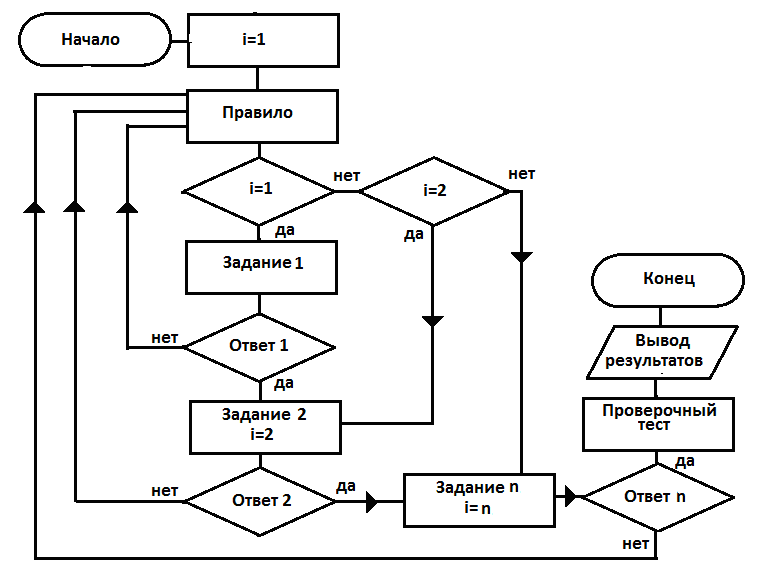 Начало
i=1
Правило
i=1
нет
i=2
нет
да
да
Задание 1
Конец
нет
Ответ 1
Вывод
результатов
да
Задание 2
i=2
Проверочный
тест
да
нет
Ответ 2
да
Задание n
i= n
Ответ n
нет